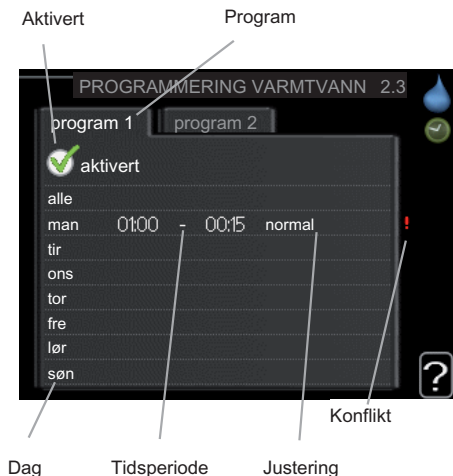 Aktivert Program
PROGRAMMERING VARMTVANN 2.3
program 1 program 2
aktivert
alle
man 01:00 - 00:15 normal !
tir
ons
tor
fre
lør
søn
?
Konflikt
Dag Tidsperiode Justering